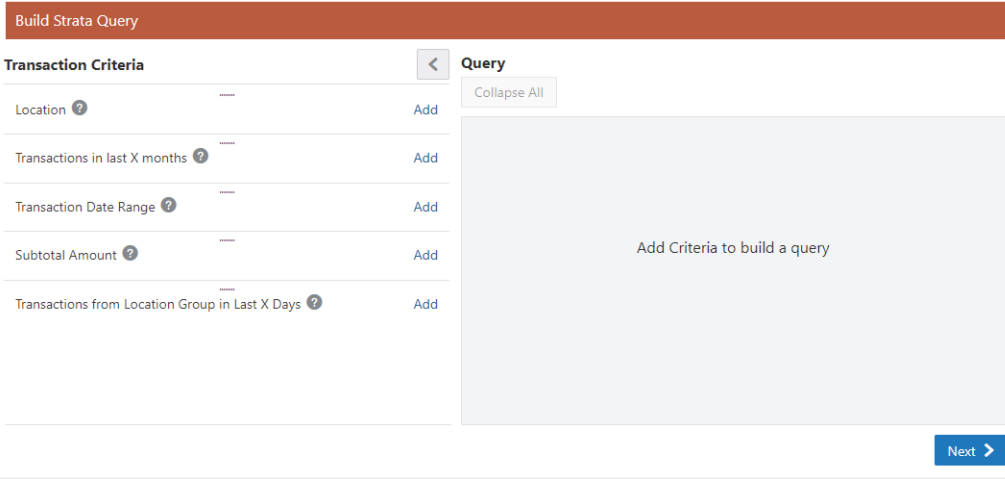 Build Strata Query
Transaction Criteria
Location ? Add
Transactions in last X months ? Add
Transaction Date Range ? Add
Subtotal Amount ? Add
Transactions from Location Group in Last X Days ? Add
Query
Collapse All
Add Criteria to build a query
Next